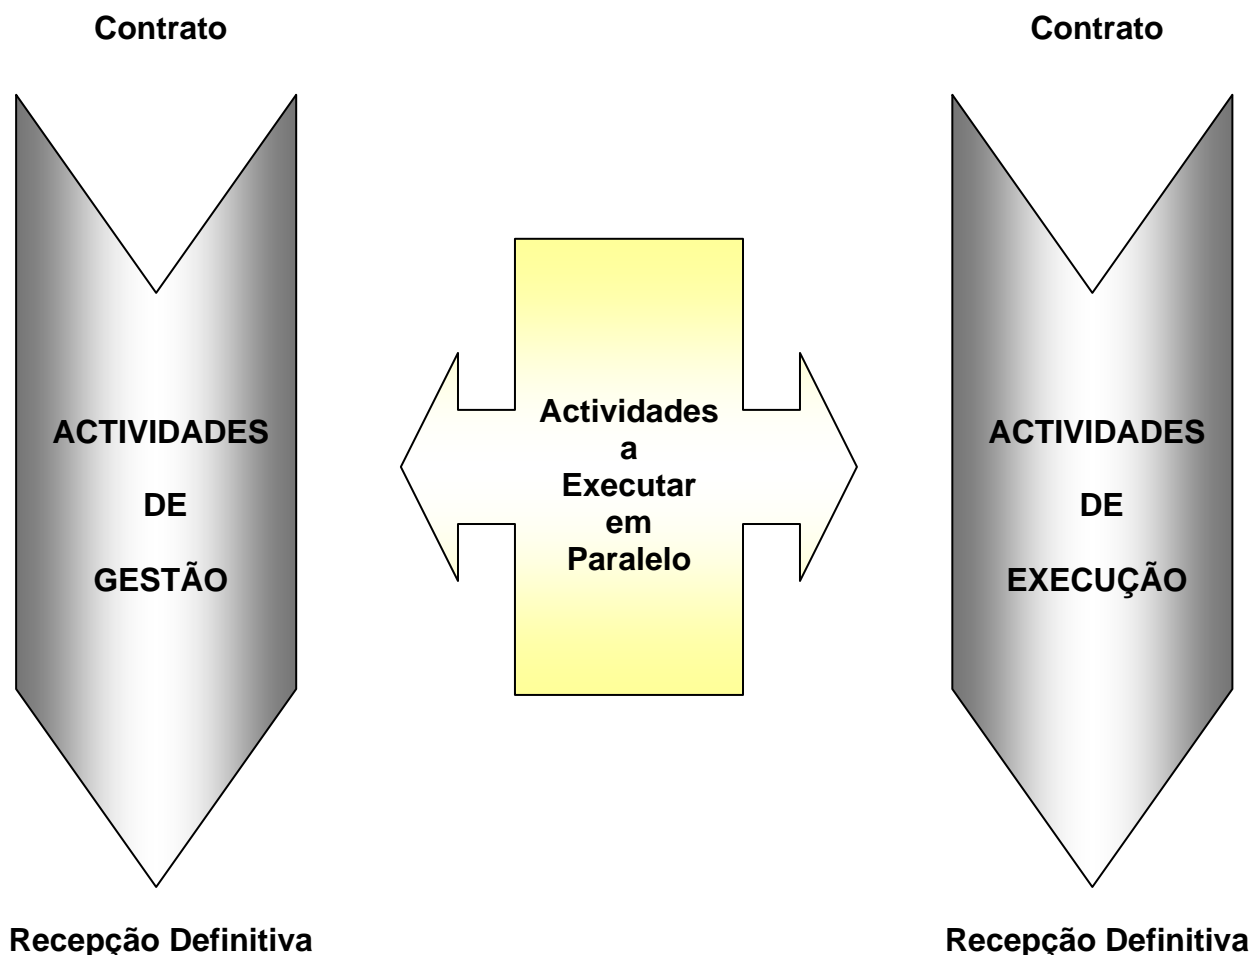 Contrato
Contrato
ACTIVIDADES
DE
GESTÃO
Actividades
a
Executar
em
Paralelo
ACTIVIDADES
DE
EXECUÇÃO
Recepção Definitiva
Recepção Definitiva